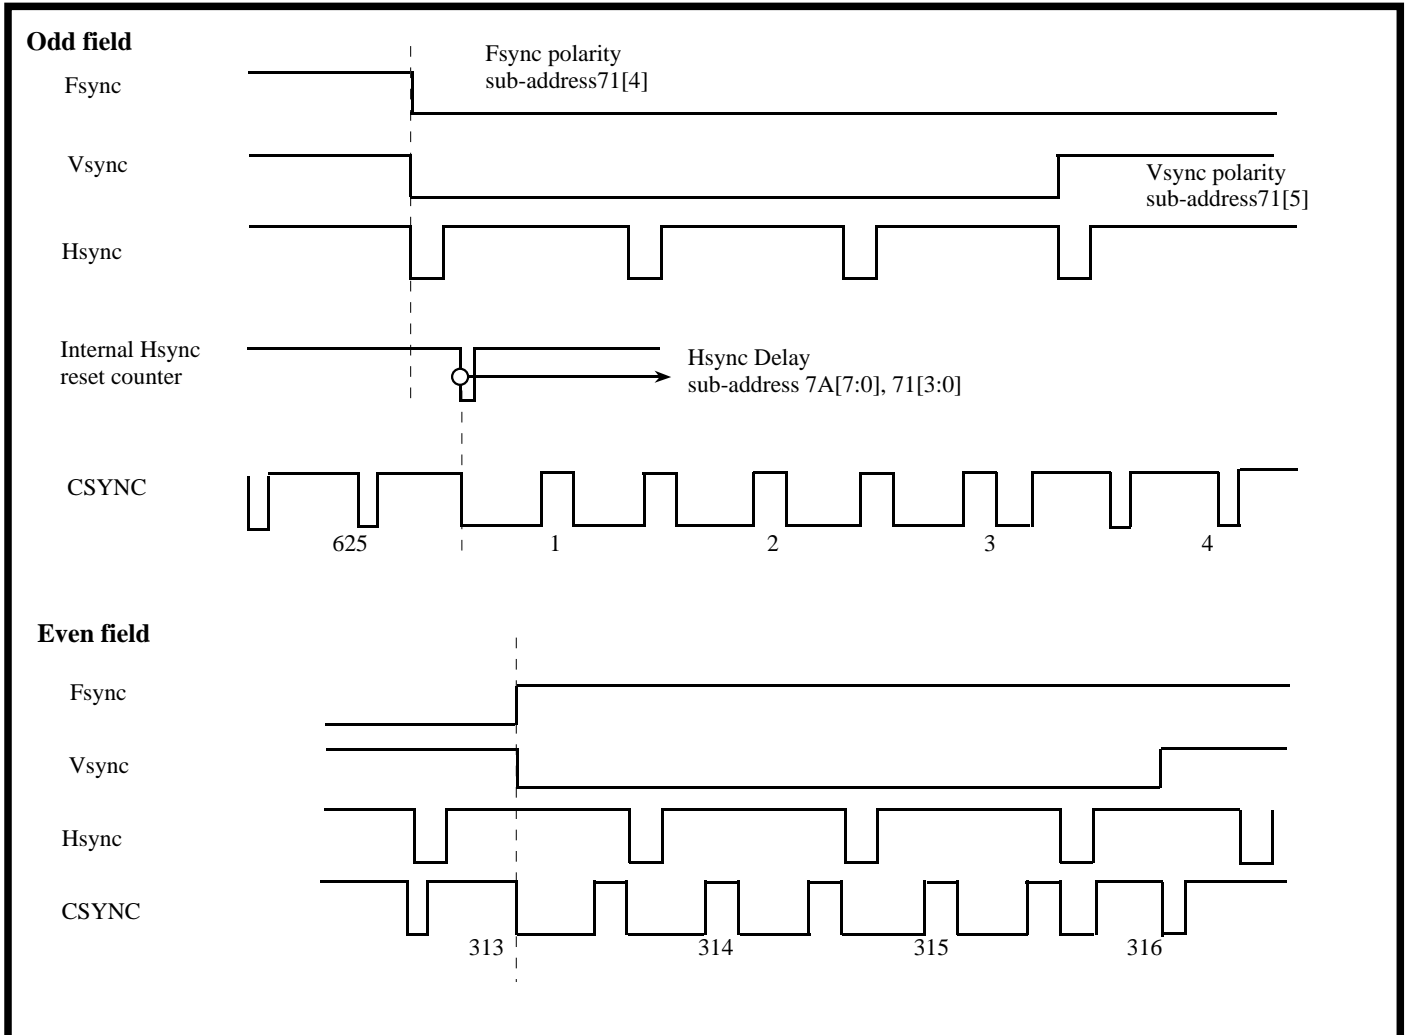 Odd field
Fsync polarity
sub-address71[4]
Fsync
Vsync
Vsync polarity
sub-address71[5]
Hsync
Internal Hsync
reset counter
Hsync Delay
sub-address 7A[7:0], 71[3:0]
CSYNC
625 1 2 3 4
Even field
Fsync
Vsync
Hsync
CSYNC
313 314 315 316